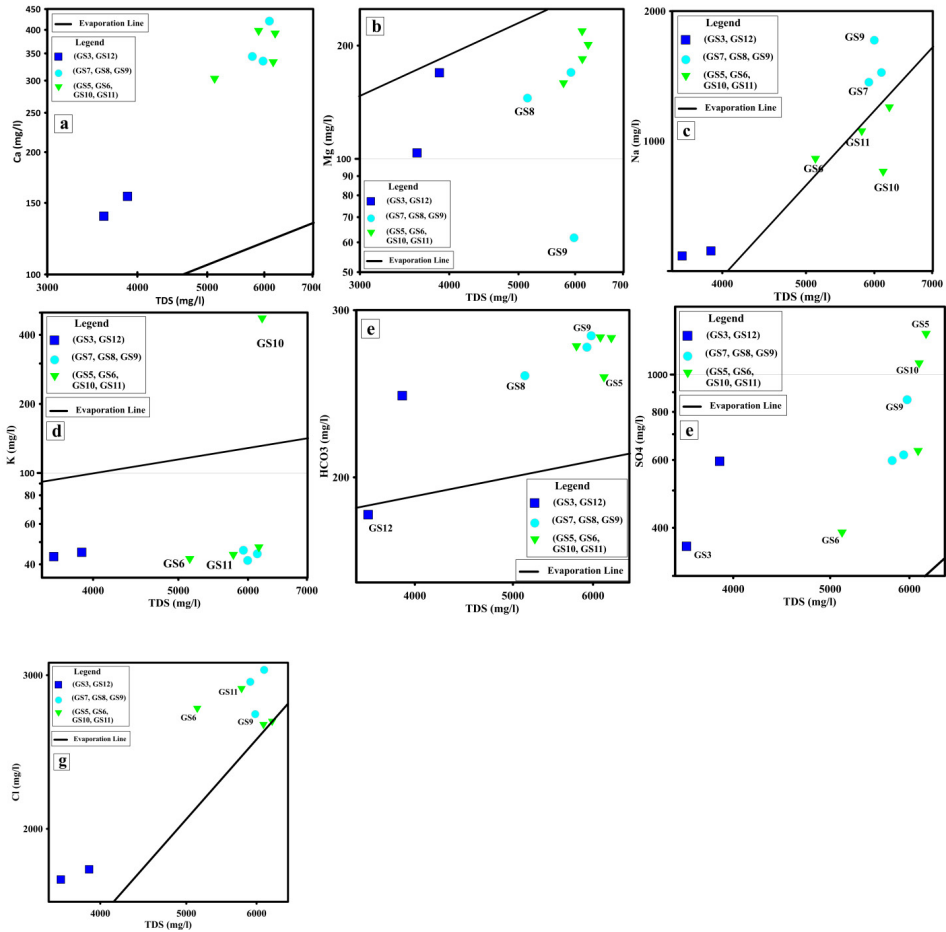 450
400
350
300
250
200
150
100
3000
4000
5000
6000
7000
TDS (mg/l)
Ca (mg/l)
Evaporation Line
Legend
(GS3, GS12)
(GS7, GS8, GS9)
(GS5, GS6,
GS10, GS11)
a
b
200
100
90
80
70
60
50
3000
4000
5000
6000
7000
TDS (mg/l)
Mg (mg/l)
GS8
GS9
Legend
(GS3, GS12)
(GS7, GS8, GS9)
(GS5, GS6,
GS10, GS11)
Evaporation Line
2000
1000
4000
5000
6000
7000
TDS (mg/l)
Na (mg/l)
Legend
(GS3, GS12)
(GS7, GS8, GS9)
(GS5, GS6,
GS10, GS11)
Evaporation Line
c
GS9
GS7
GS11
GS6
GS10
400
300
200
100
80
60
40
4000
5000
6000
7000
TDS (mg/l)
K (mg/l)
Legend
(GS3, GS12)
(GS7, GS8, GS9)
(GS5, GS6,
GS10, GS11)
Evaporation Line
d
GS10
GS6
GS11
300
200
4000
5000
6000
TDS (mg/l)
HCO3 (mg/l)
e
GS9
GS8
GS5
GS12
Legend
(GS3, GS12)
(GS7, GS8, GS9)
(GS5, GS6,
GS10, GS11)
Evaporation Line
1000
800
600
400
4000
5000
6000
TDS (mg/l)
SO4 (mg/l)
Legend
(GS3, GS12)
(GS7, GS8, GS9)
(GS5, GS6,
GS10, GS11)
Evaporation Line
e
GS5
GS10
GS9
GS6
GS3
3000
2000
4000
5000
6000
TDS (mg/l)
Cl (mg/l)
Legend
(GS3, GS12)
(GS7, GS8, GS9)
(GS5, GS6,
GS10, GS11)
Evaporation Line
g
GS11
GS6
GS9